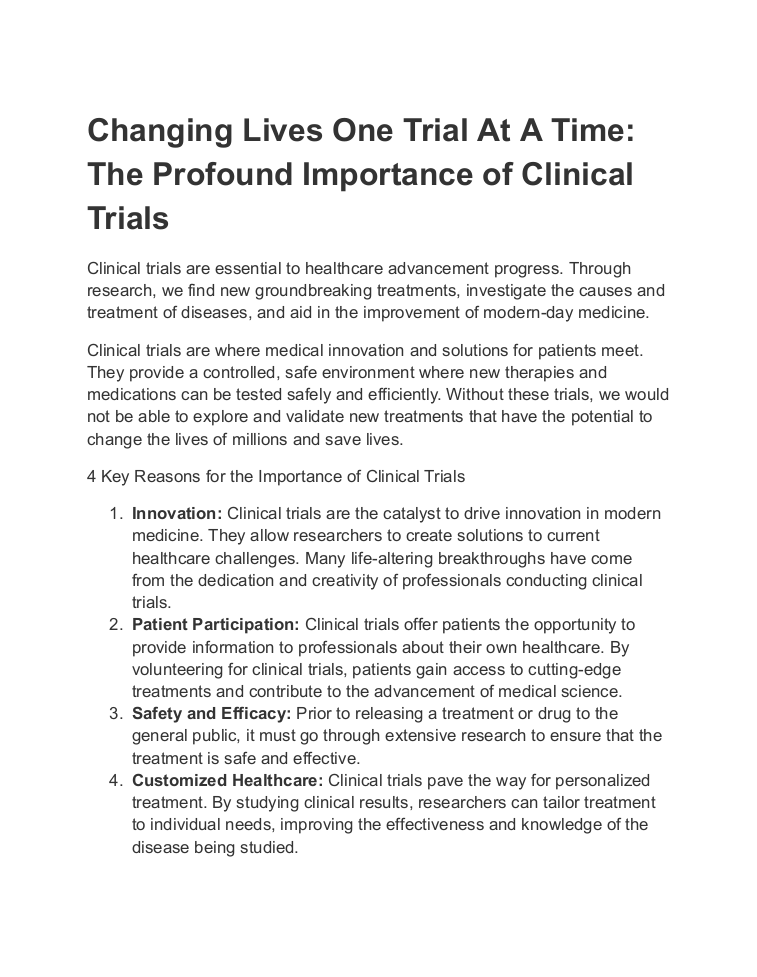 Changing Lives One Trial At A Time:
The Profound Importance of Clinical
Trials
Clinical trials are essential to healthcare advancement progress. Through
research, we find new groundbreaking treatments, investigate the causes and
treatment of diseases, and aid in the improvement of modern-day medicine.
Clinical trials are where medical innovation and solutions for patients meet.
They provide a controlled, safe environment where new therapies and
medications can be tested safely and efficiently. Without these trials, we would
not be able to explore and validate new treatments that have the potential to
change the lives of millions and save lives.
4 Key Reasons for the Importance of Clinical Trials
1. Innovation: Clinical trials are the catalyst to drive innovation in modern
medicine. They allow researchers to create solutions to current
healthcare challenges. Many life-altering breakthroughs have come
from the dedication and creativity of professionals conducting clinical
trials.
2. Patient Participation: Clinical trials offer patients the opportunity to
provide information to professionals about their own healthcare. By
volunteering for clinical trials, patients gain access to cutting-edge
treatments and contribute to the advancement of medical science.
3. Safety and Efficacy: Prior to releasing a treatment or drug to the
general public, it must go through extensive research to ensure that the
treatment is safe and effective.
4. Customized Healthcare: Clinical trials pave the way for personalized
treatment. By studying clinical results, researchers can tailor treatment
to individual needs, improving the effectiveness and knowledge of the
disease being studied.